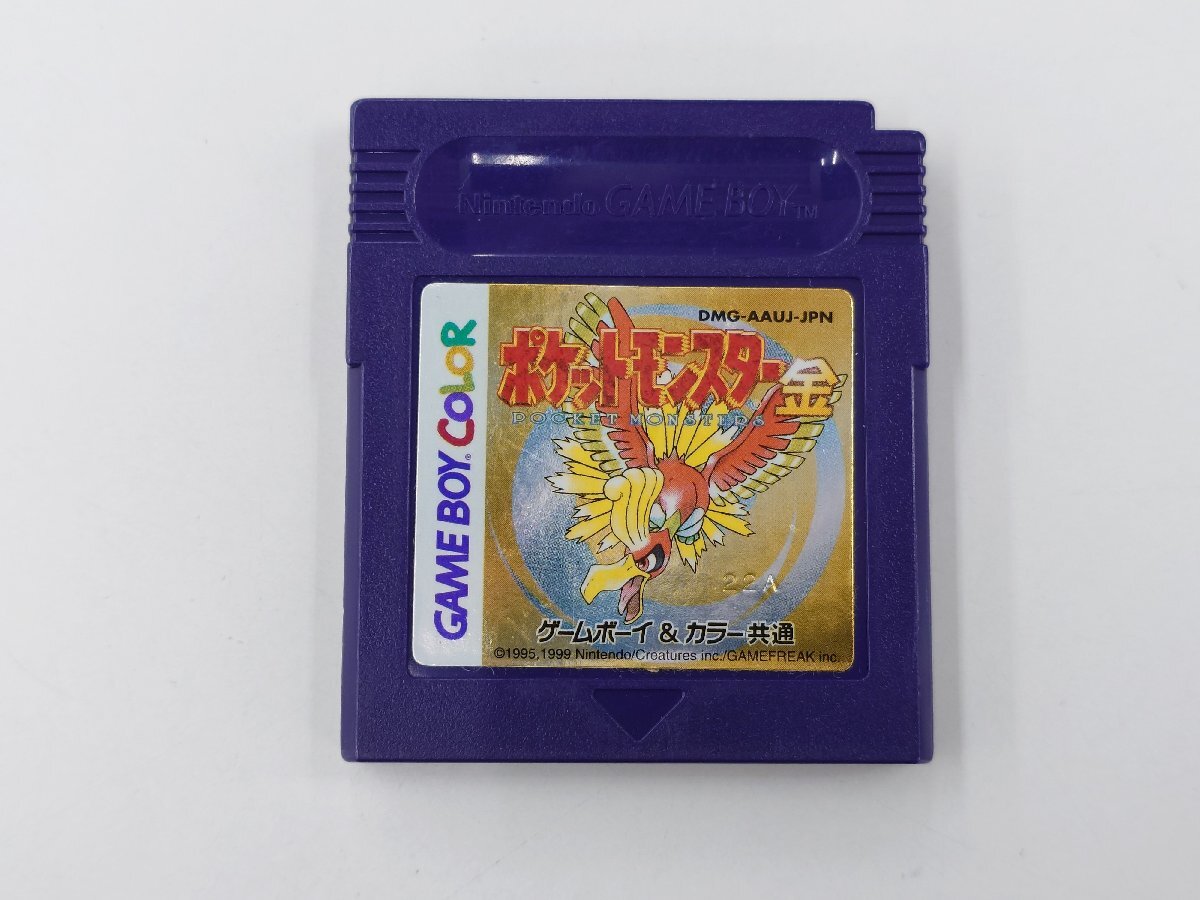 Nintendo GAME BOY™
GAME BOY COLOR
DMG-AAUJ-JPN
ポケットモンスター金
POCKET MONSTERS
22A
ゲームボーイ & カラー共通
©1995,1999 Nintendo/Creatures inc./GAMEFREAK inc.